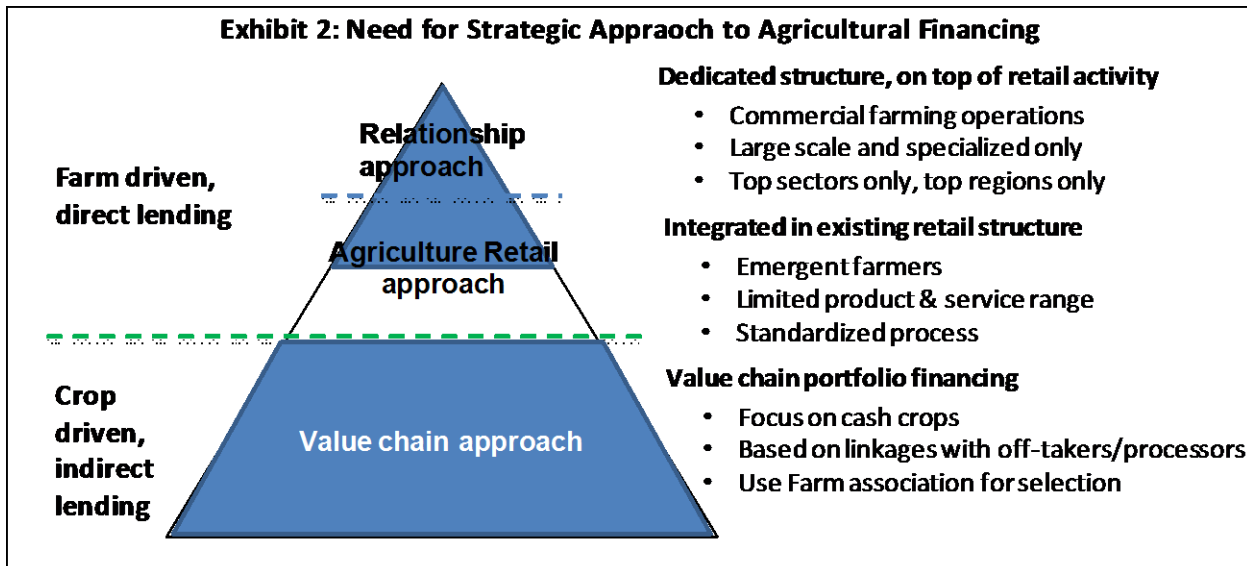 Exhibit 2: Need for Strategic Appraoch to Agricultural Financing
Farm driven,
direct lending
Crop
driven,
indirect
lending
Relationship
approach
Agriculture Retail
approach
Value chain approach
Dedicated structure, on top of retail activity
• Commercial farming operations
• Large scale and specialized only
• Top sectors only, top regions only
Integrated in existing retail structure
• Emergent farmers
• Limited product & service range
• Standardized process
Value chain portfolio financing
• Focus on cash crops
• Based on linkages with off-takers/processors
• Use Farm association for selection